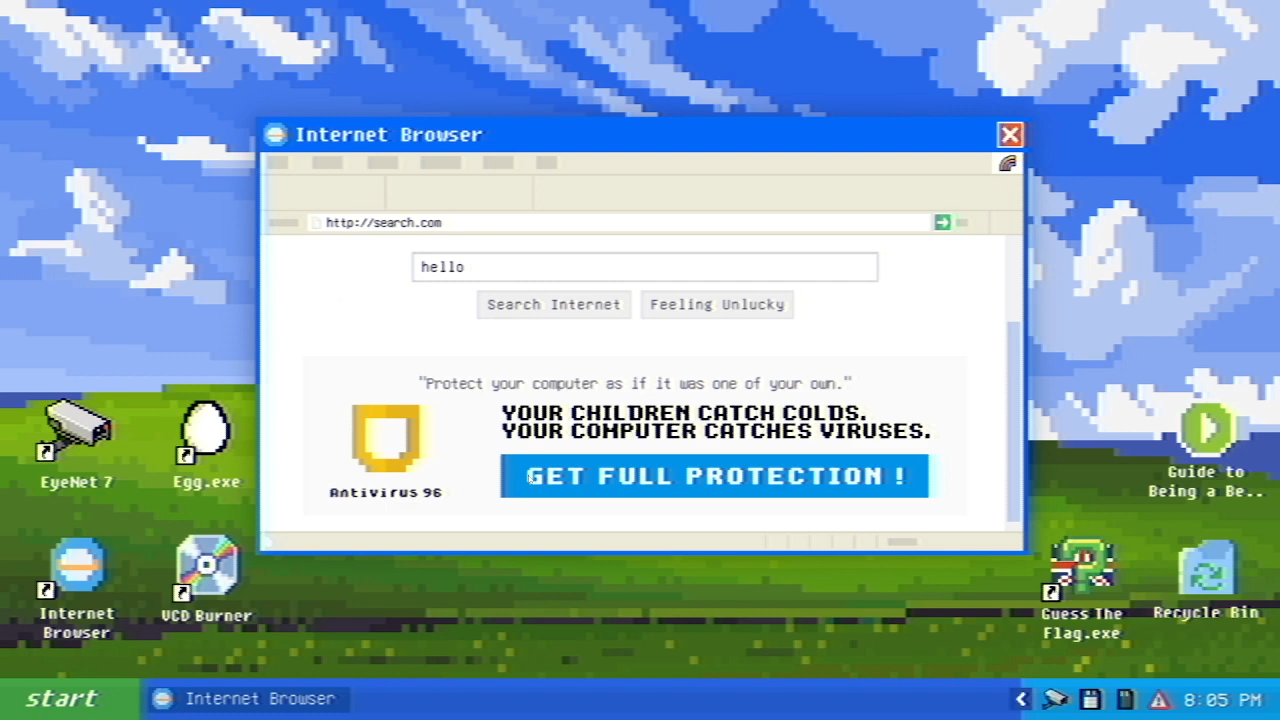 Internet Browser
http://search.com
hello
Search Internet
Feeling Unlucky
"Protect your computer as if it was one of your own."
YOUR CHILDREN CATCH COLDS.
YOUR COMPUTER CATCHES VIRUSES.
GET FULL PROTECTION !
Antivirus 96
EyeNet 7
Egg.exe
Internet
Browser
VCD Burner
Guide to
Being a Be..
Guess The
Flag.exe
Recycle Bin
start
Internet Browser
8:05 PM